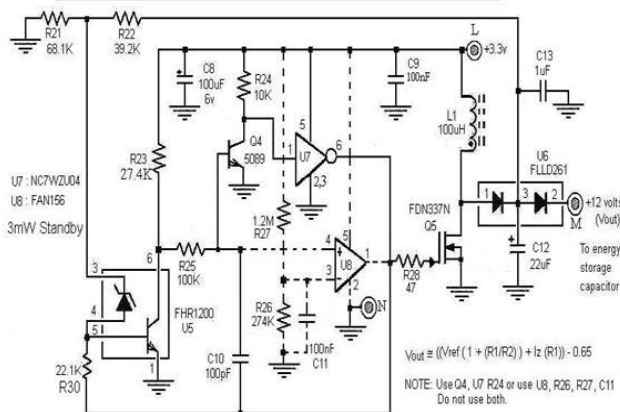 R21
68.1K
R22
39.2K
L
+3.3v
C8
100uF
6v
R24
10K
C9
100nF
C13
1uF
L1
100uH
Q4
5089
5
1
U7
6
2,3
R23
27.4K
U6
FLLD261
U7 : NC7WZU04
U8 : FAN156
3mW Standby
1.2M
R27
FDN337N
Q5
1
3
2
+12 volts
(Vout)
M
R25
100K
4
5
1
U8
3
2
R28
47
C12
22uF
To energy
storage
capacitor
3
6
4
5
1
FHR1200
U5
N
R26
274K
100nF
C11
C10
100pF
22.1K
R30
Vout ≅ ((Vref ( 1 + (R1/R2) ) + Iz (R1)) - 0.65
NOTE: Use Q4, U7 R24 or use U8, R26, R27, C11
Do not use both.